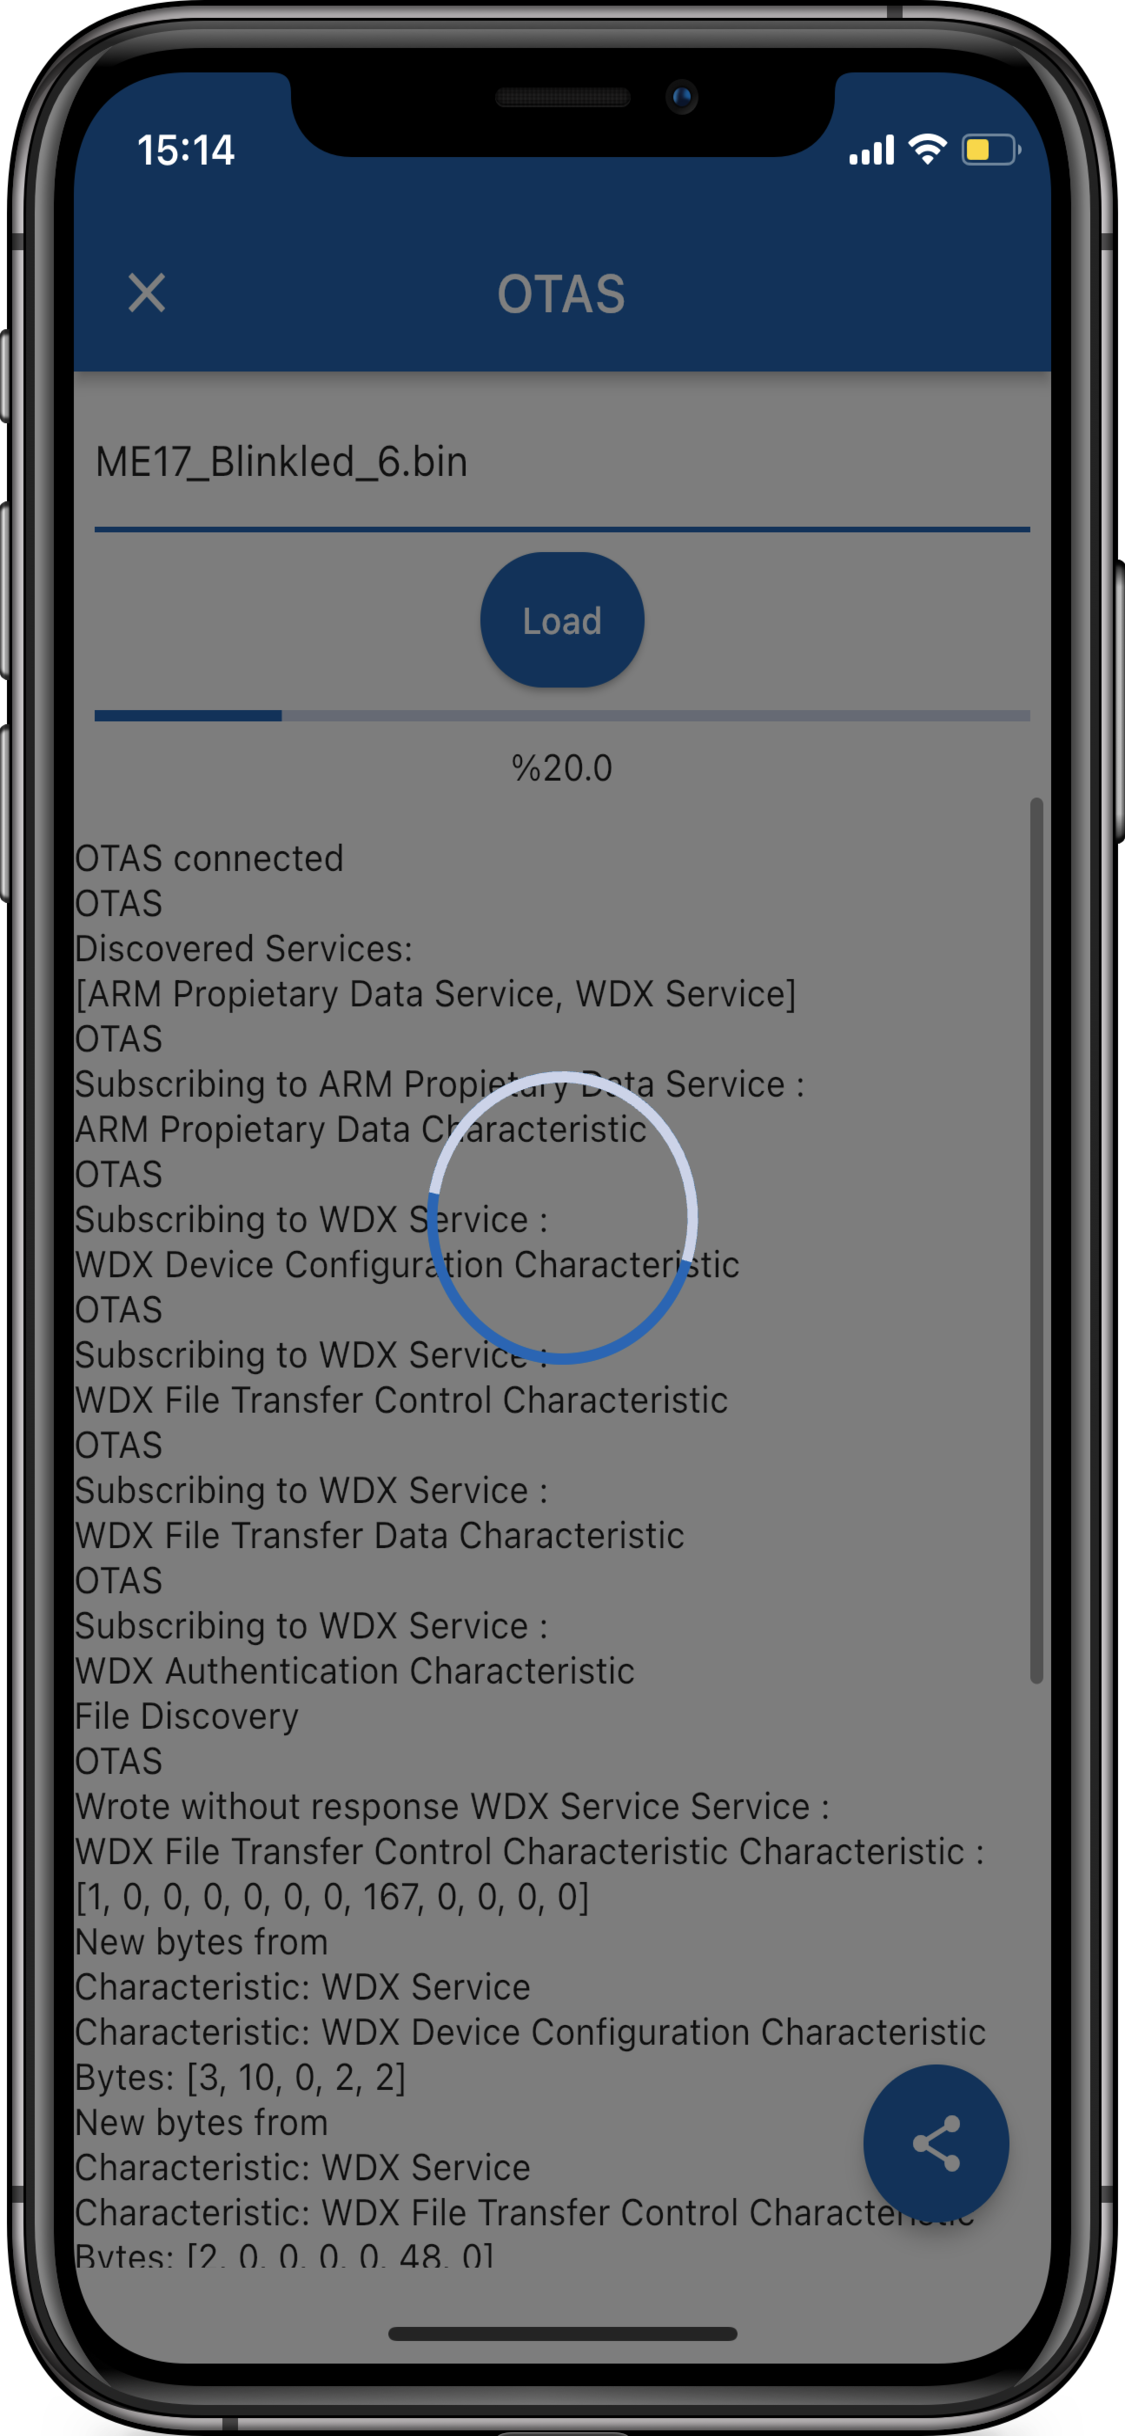 15:14
OTAS
ME17_Blinkled_6.bin
Load
%20.0
OTAS connected
OTAS
Discovered Services:
[ARM Propietary Data Service, WDX Service]
OTAS
Subscribing to ARM Propietary Data Service :
ARM Propietary Data Characteristic
OTAS
Subscribing to WDX Service :
WDX Device Configuration Characteristic
OTAS
Subscribing to WDX Service :
WDX File Transfer Control Characteristic
OTAS
Subscribing to WDX Service :
WDX File Transfer Data Characteristic
OTAS
Subscribing to WDX Service :
WDX Authentication Characteristic
File Discovery
OTAS
Wrote without response WDX Service Service :
WDX File Transfer Control Characteristic Characteristic :
[1, 0, 0, 0, 0, 0, 0, 167, 0, 0, 0, 0]
New bytes from
Characteristic: WDX Service
Characteristic: WDX Device Configuration Characteristic
Bytes: [3, 10, 0, 2, 2]
New bytes from
Characteristic: WDX Service
Characteristic: WDX File Transfer Control Characteristic
Bytes: [2, 0, 0, 0, 0, 48, 0]